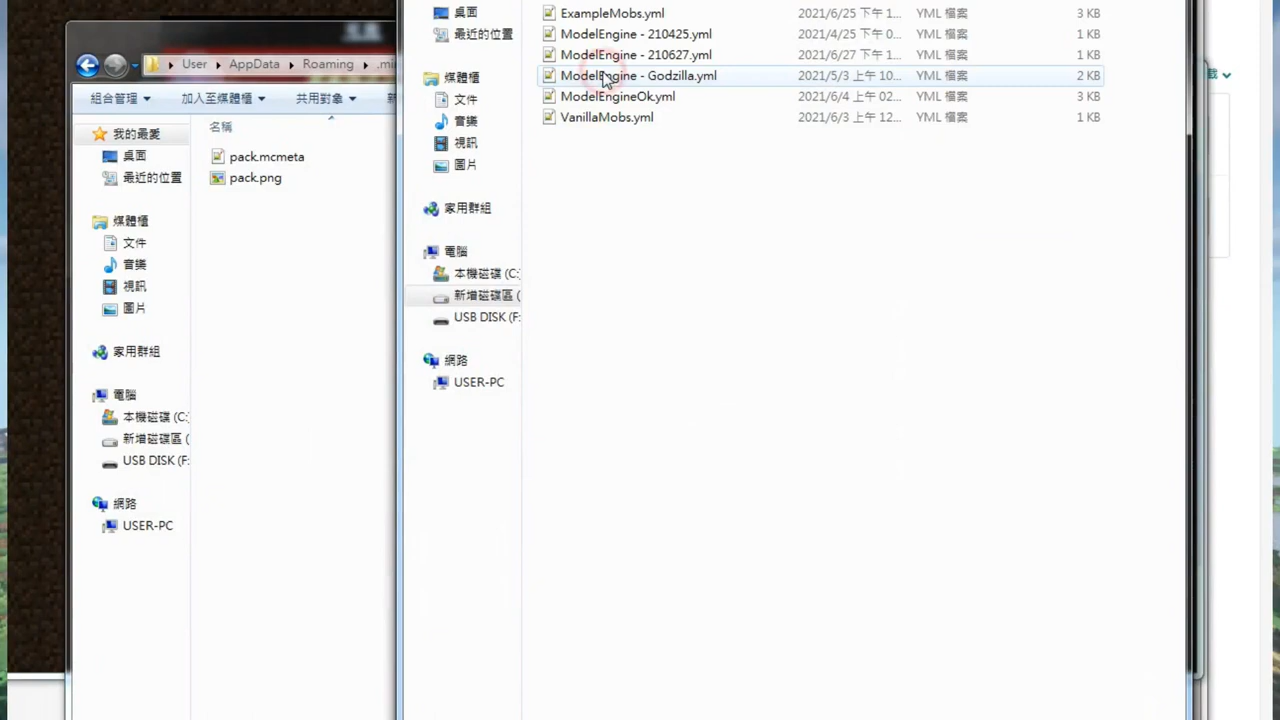 User
AppData
Roaming
.mi
組合管理
加入至媒體櫃
共用對象
我的最愛
桌面
最近的位置
媒體櫃
文件
音樂
視訊
圖片
家用群組
電腦
本機磁碟 (C:
新增磁碟區 (
USB DISK (F:
網路
USER-PC
名稱
pack.mcmeta
pack.png
桌面
最近的位置
媒體櫃
文件
音樂
視訊
圖片
家用群組
電腦
本機磁碟 (C:
新增磁碟區 (
USB DISK (F:
網路
USER-PC
ExampleMobs.yml 2021/6/25 下午 1... YML 檔案 3 KB
ModelEngine - 210425.yml 2021/4/25 下午 0... YML 檔案 1 KB
ModelEngine - 210627.yml 2021/6/27 下午 1... YML 檔案 1 KB
ModelEngine - Godzilla.yml 2021/5/3 上午 10... YML 檔案 2 KB
ModelEngineOk.yml 2021/6/4 上午 02... YML 檔案 3 KB
VanillaMobs.yml 2021/6/3 上午 12... YML 檔案 1 KB